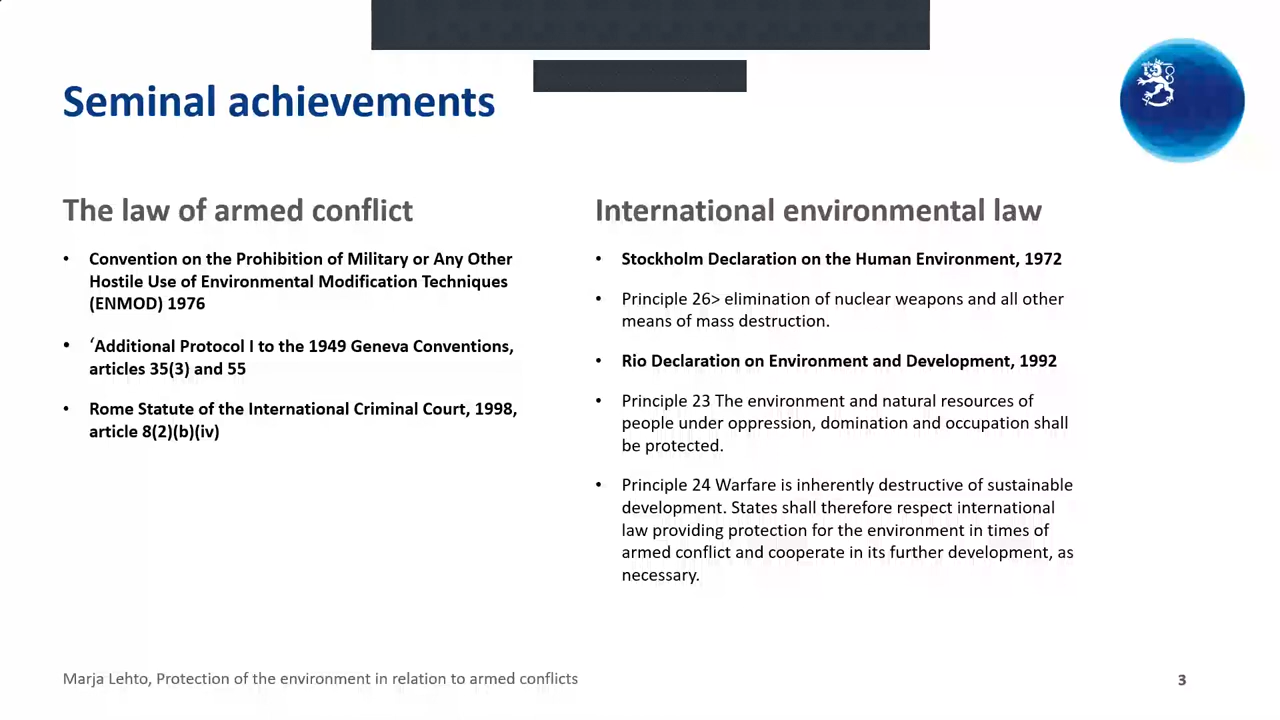 Seminal achievements
The law of armed conflict
• Convention on the Prohibition of Military or Any Other
Hostile Use of Environmental Modification Techniques
(ENMOD) 1976
• ‘Additional Protocol I to the 1949 Geneva Conventions,
articles 35(3) and 55
• Rome Statute of the International Criminal Court, 1998,
article 8(2)(b)(iv)
International environmental law
• Stockholm Declaration on the Human Environment, 1972
• Principle 26> elimination of nuclear weapons and all other
means of mass destruction.
• Rio Declaration on Environment and Development, 1992
• Principle 23 The environment and natural resources of
people under oppression, domination and occupation shall
be protected.
• Principle 24 Warfare is inherently destructive of sustainable
development. States shall therefore respect international
law providing protection for the environment in times of
armed conflict and cooperate in its further development, as
necessary.
Marja Lehto, Protection of the environment in relation to armed conflicts
3